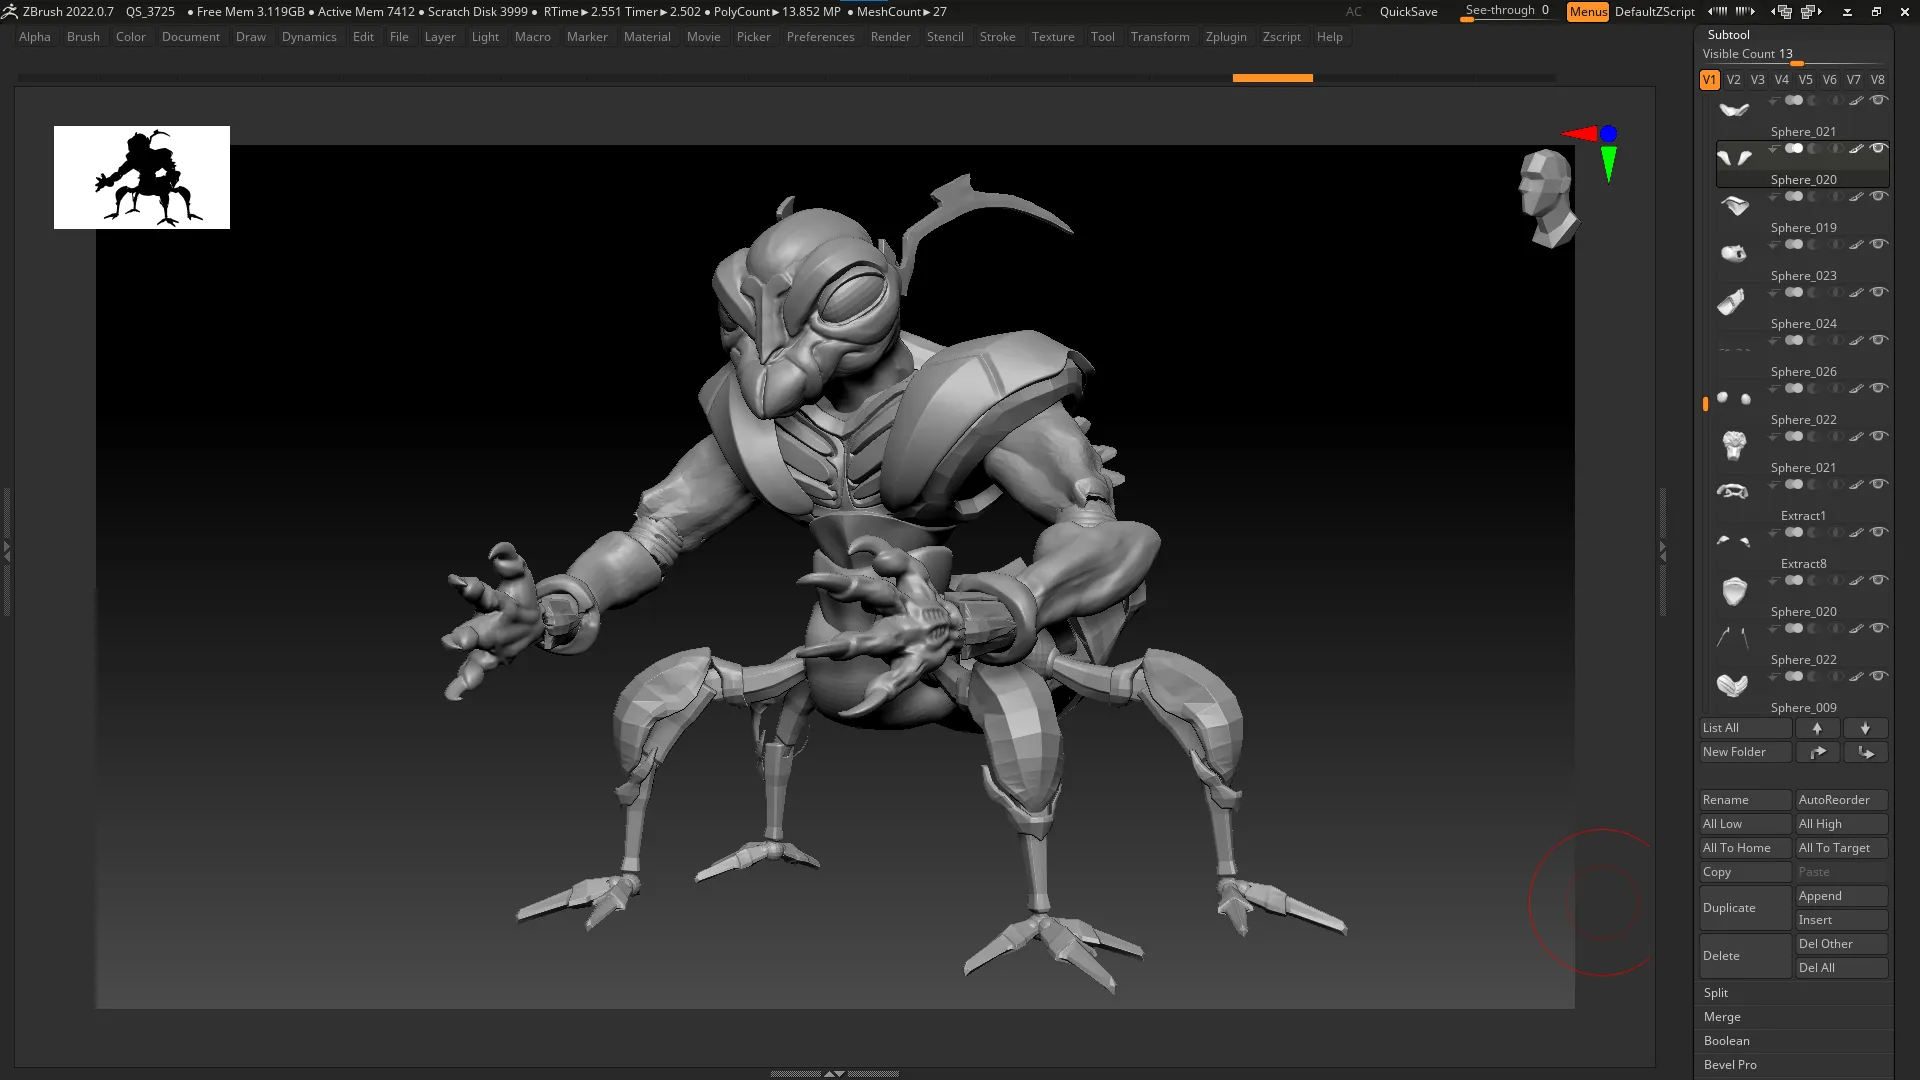 ZBrush 2022.0.7 QS_3725 ● Free Mem 3.119GB ● Active Mem 7412 ● Scratch Disk 3999 ● RTime►2.551 Timer►2.502 ● PolyCount►13.852 MP ● MeshCount►27 AC QuickSave See-through 0 Menus DefaultZScript
Alpha Brush Color Document Draw Dynamics Edit File Layer Light Macro Marker Material Movie Picker Preferences Render Stencil Stroke Texture Tool Transform Zplugin Zscript Help
Subtool
Visible Count 13
V1 V2 V3 V4 V5 V6 V7 V8
Sphere_021
Sphere_020
Sphere_019
Sphere_023
Sphere_024
Sphere_026
Sphere_022
Sphere_021
Extract1
Extract8
Sphere_020
Sphere_022
Sphere_009
List All
New Folder
Rename AutoReorder
All Low All High
All To Home All To Target
Copy Paste
Duplicate Append
Insert
Delete Del Other
Del All
Split
Merge
Boolean
Bevel Pro